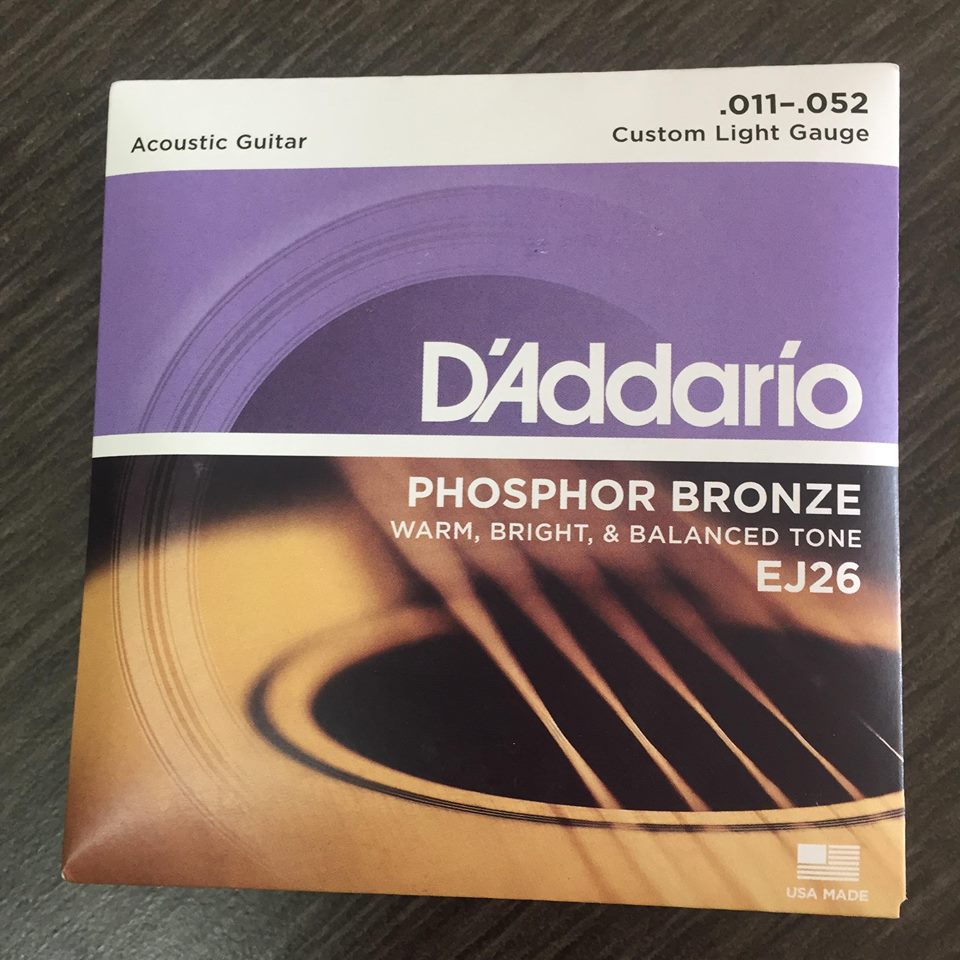 Acoustic Guitar
.011–.052
Custom Light Gauge
D'Addario
PHOSPHOR BRONZE
WARM, BRIGHT, & BALANCED TONE
EJ26
USA MADE